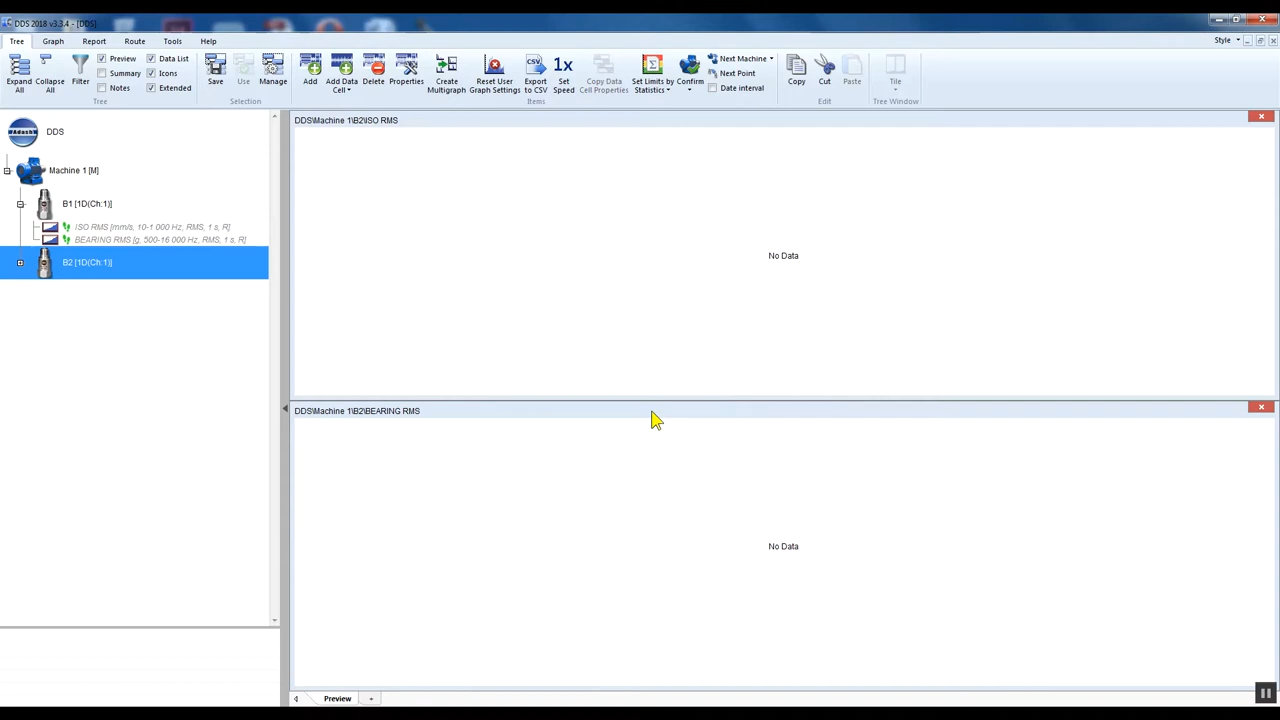 DDS 2018 v3.3.4 - [DDS]
Tree Graph Report Route Tools Help Style
Expand All
Collapse All
Filter
Preview
Summary
Notes
Data List
Icons
Extended
Tree
Save
Use
Manage
Selection
Add
Add Data Cell
Delete
Properties
Create Multigraph
Reset User Graph Settings
CSV
Export to CSV
1x
Set Speed
Copy Data Cell Properties
Set Limits by Statistics
Confirm
Next Machine
Next Point
Date interval
Items
Copy
Cut
Paste
Edit
Tile
Tree Window
Adash DDS
Machine 1 [M]
B1 [1D(Ch:1)]
ISO RMS [mm/s, 10-1 000 Hz, RMS, 1 s, R]
BEARING RMS [g, 500-16 000 Hz, RMS, 1 s, R]
B2 [1D(Ch:1)]
DDS\Machine 1\B2\ISO RMS
No Data
DDS\Machine 1\B2\BEARING RMS
No Data
Preview +